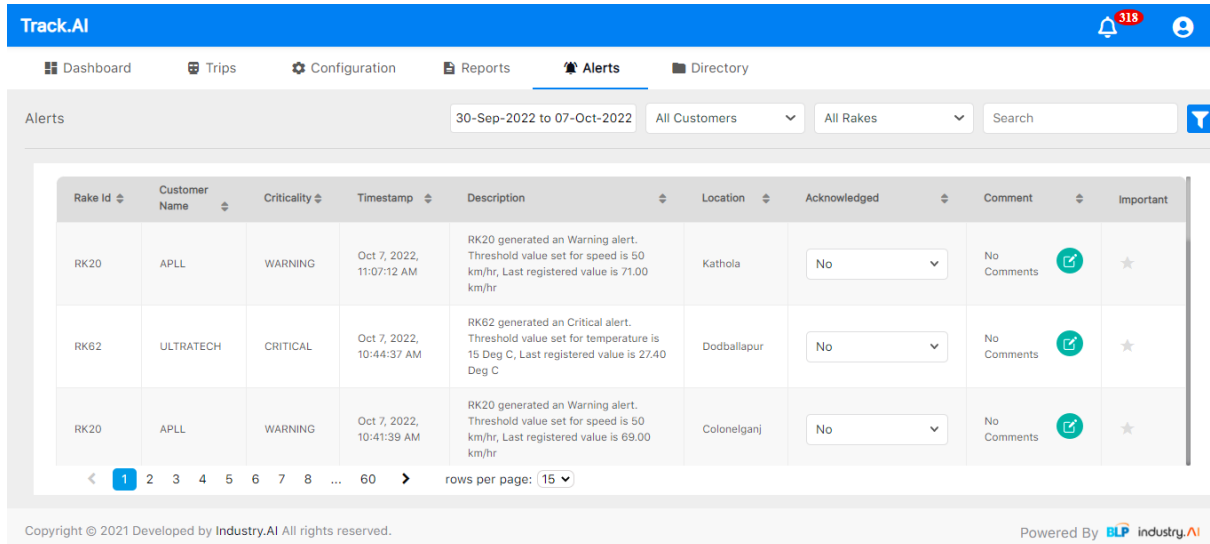 Track.AI
318
Dashboard
Trips
Configuration
Reports
Alerts
Directory
Alerts
30-Sep-2022 to 07-Oct-2022
All Customers
All Rakes
Search
Rake Id
Customer
Name
Criticality
Timestamp
Description
Location
Acknowledged
Comment
Important
RK20
APLL
WARNING
Oct 7, 2022,
11:07:12 AM
RK20 generated an Warning alert.
Threshold value set for speed is 50
km/hr, Last registered value is 71.00
km/hr
Kathola
No
No
Comments
RK62
ULTRATECH
CRITICAL
Oct 7, 2022,
10:44:37 AM
RK62 generated an Critical alert.
Threshold value set for temperature is
15 Deg C, Last registered value is 27.40
Deg C
Dodballapur
No
No
Comments
RK20
APLL
WARNING
Oct 7, 2022,
10:41:39 AM
RK20 generated an Warning alert.
Threshold value set for speed is 50
km/hr, Last registered value is 69.00
km/hr
Colonelganj
No
No
Comments
1 2 3 4 5 6 7 8 ... 60
rows per page: 15
Copyright © 2021 Developed by Industry.AI All rights reserved.
Powered By BLP industry.AI